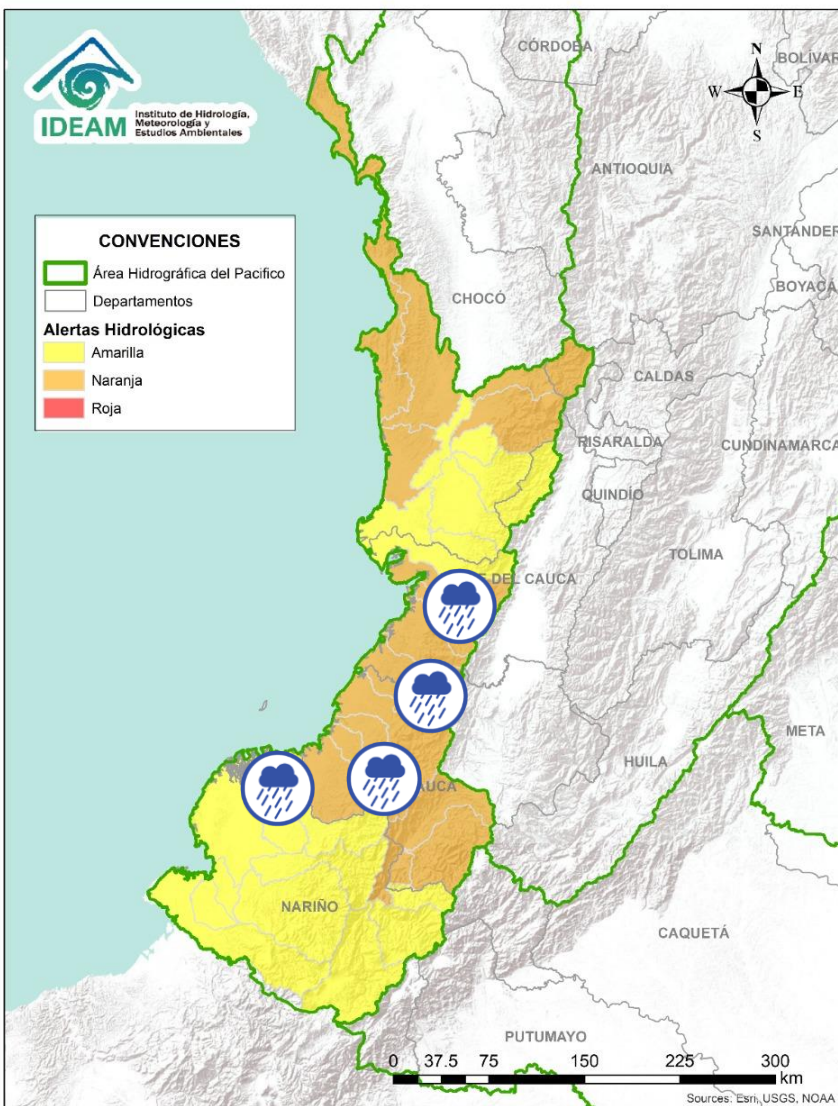 IDEAM
Instituto de Hidrología,
Meteorología y
Estudios Ambientales
CÓRDOBA
BOLÍVAR
N
W E
S
ANTIOQUIA
SANTANDER
BOYACÁ
CONVENCIONES
Área Hidrográfica del Pacifico
Departamentos
Alertas Hidrológicas
Amarilla
Naranja
Roja
CHOCÓ
CALDAS
RISARALDA
CUNDINAMARCA
QUINDÍO
TOLIMA
E DEL CAUCA
META
HUILA
AUCA
NARIÑO
CAQUETÁ
PUTUMAYO
0 37.5 75 150 225 300
km
Sources: Esri, USGS, NOAA